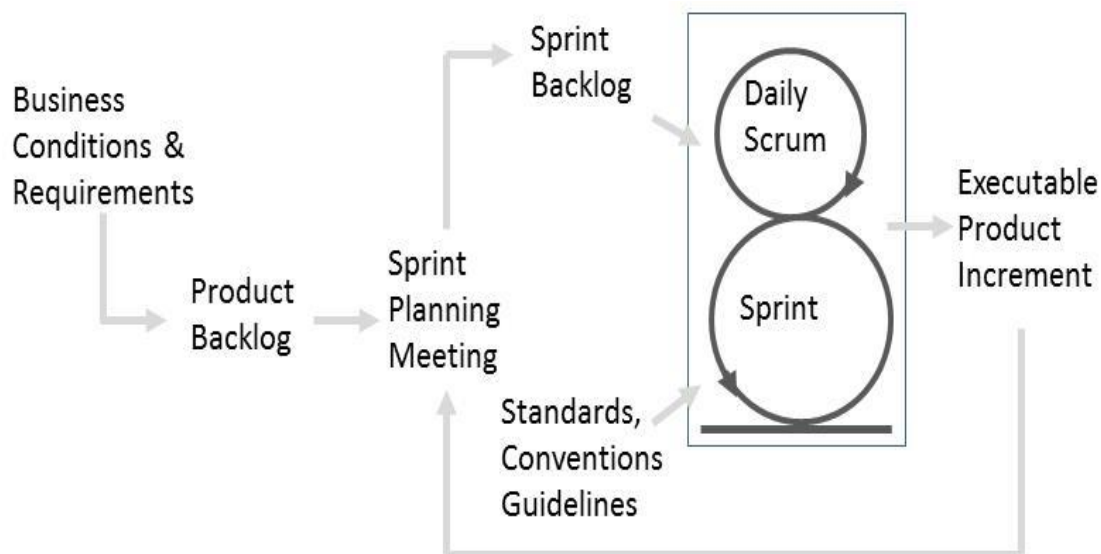 Business
Conditions &
Requirements
Product
Backlog
Sprint
Planning
Meeting
Sprint
Backlog
Standards,
Conventions
Guidelines
Daily
Scrum
Sprint
Executable
Product
Increment